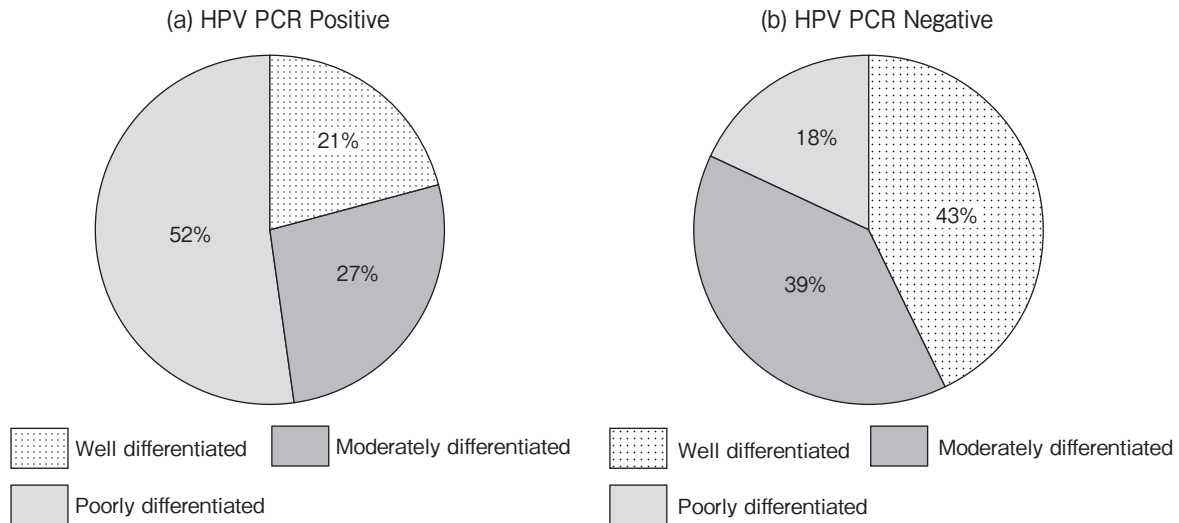 (a) HPV PCR Positive
21%
52%
27%
Well differentiated
Moderately differentiated
Poorly differentiated
(b) HPV PCR Negative
18%
43%
39%
Well differentiated
Moderately differentiated
Poorly differentiated